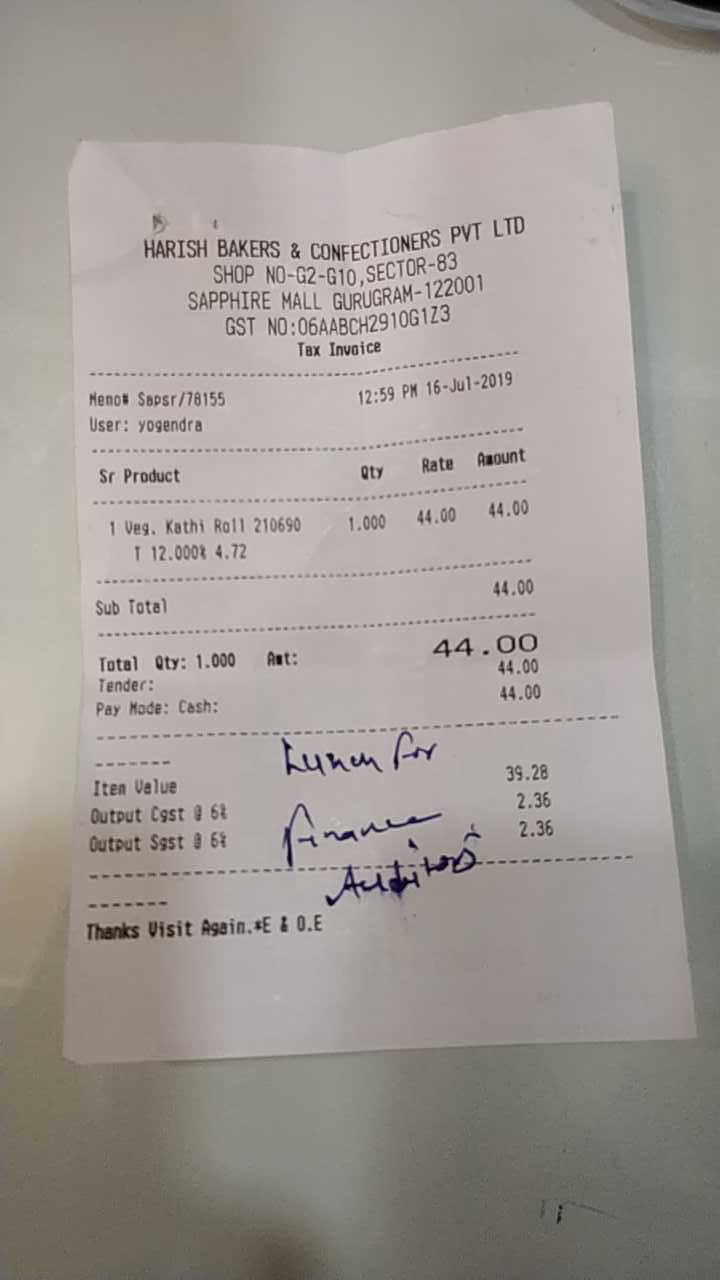 HARISH BAKERS & CONFECTIONERS PVT LTD
SHOP NO-G2-G10,SECTOR-83
SAPPHIRE MALL GURUGRAM-122001
GST NO:06AABCH2910G1Z3
Tax Invoice
Memo# Sapsr/78155 12:59 PM 16-Jul-2019
User: yogendra
Sr Product Qty Rate Amount
1 Veg. Kathi Roll 210690 1.000 44.00 44.00
T 12.000% 4.72
Sub Total 44.00
Total Qty: 1.000 Amt: 44.00
Tender: 44.00
Pay Mode: Cash: 44.00
Lunch for
Item Value 39.28
Output Cgst @ 6% 2.36
finance
Output Sgst @ 6% 2.36
Auditors
Thanks Visit Again.*E & O.E